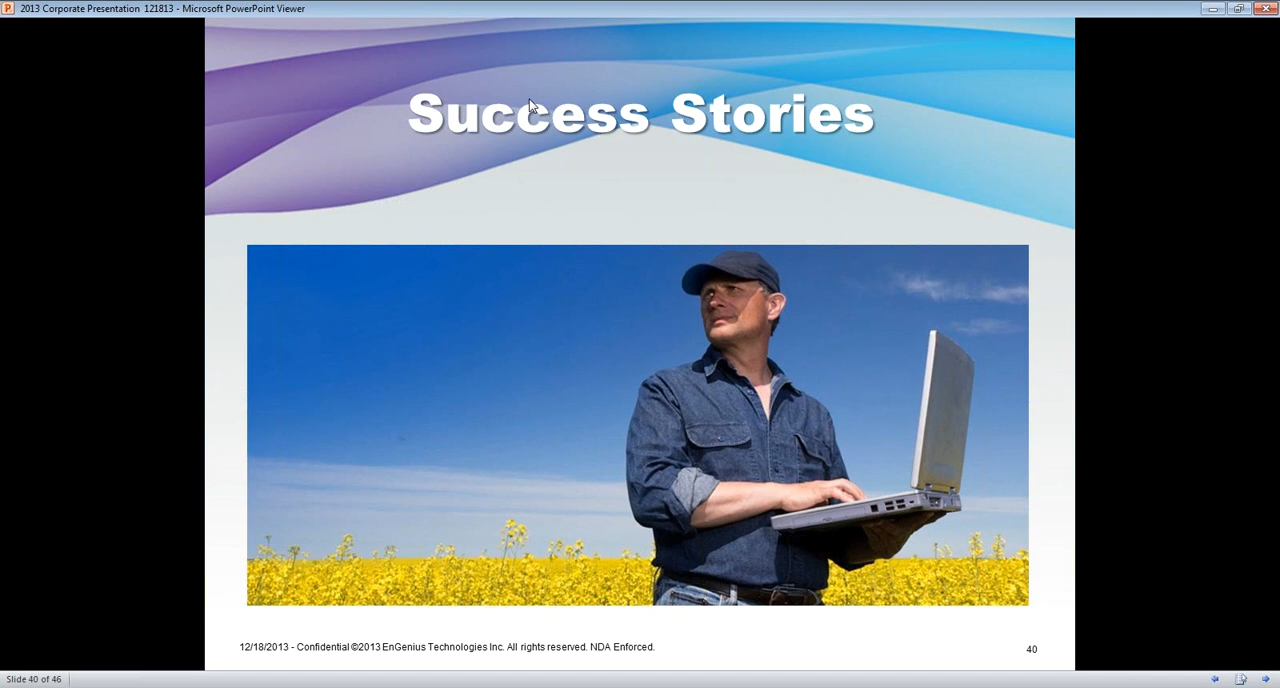 2013 Corporate Presentation 121813 - Microsoft PowerPoint Viewer
Success Stories
12/18/2013 - Confidential ©2013 EnGenius Technologies Inc. All rights reserved. NDA Enforced.
40
Slide 40 of 46